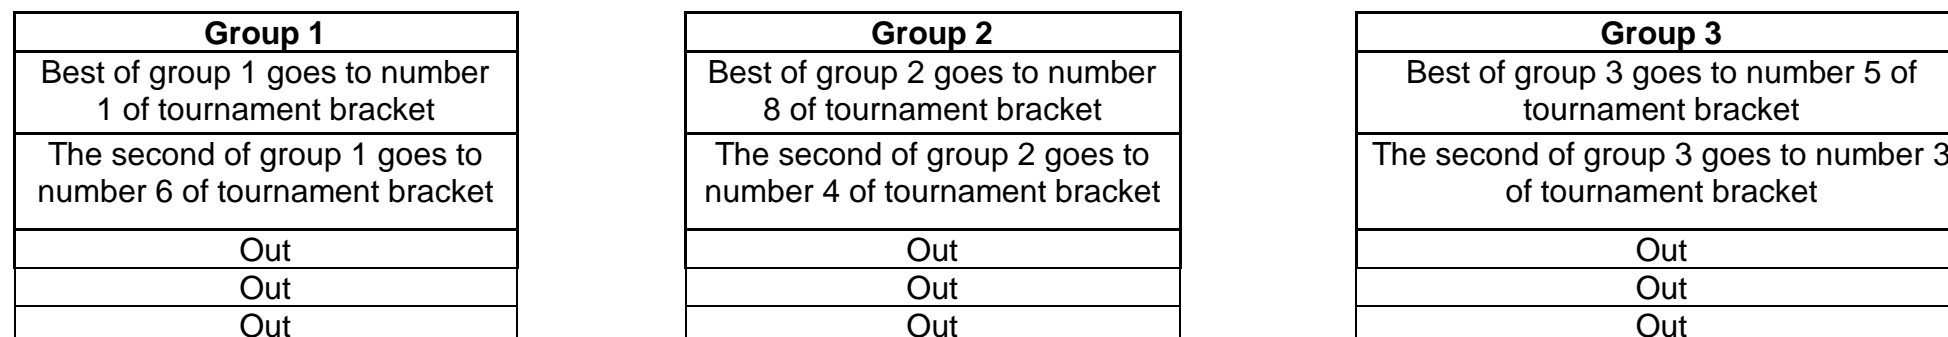 Group 1
Best of group 1 goes to number
1 of tournament bracket
The second of group 1 goes to
number 6 of tournament bracket
Out
Out
Out
Group 2
Best of group 2 goes to number
8 of tournament bracket
The second of group 2 goes to
number 4 of tournament bracket
Out
Out
Out
Group 3
Best of group 3 goes to number 5 of
tournament bracket
The second of group 3 goes to number 3
of tournament bracket
Out
Out
Out